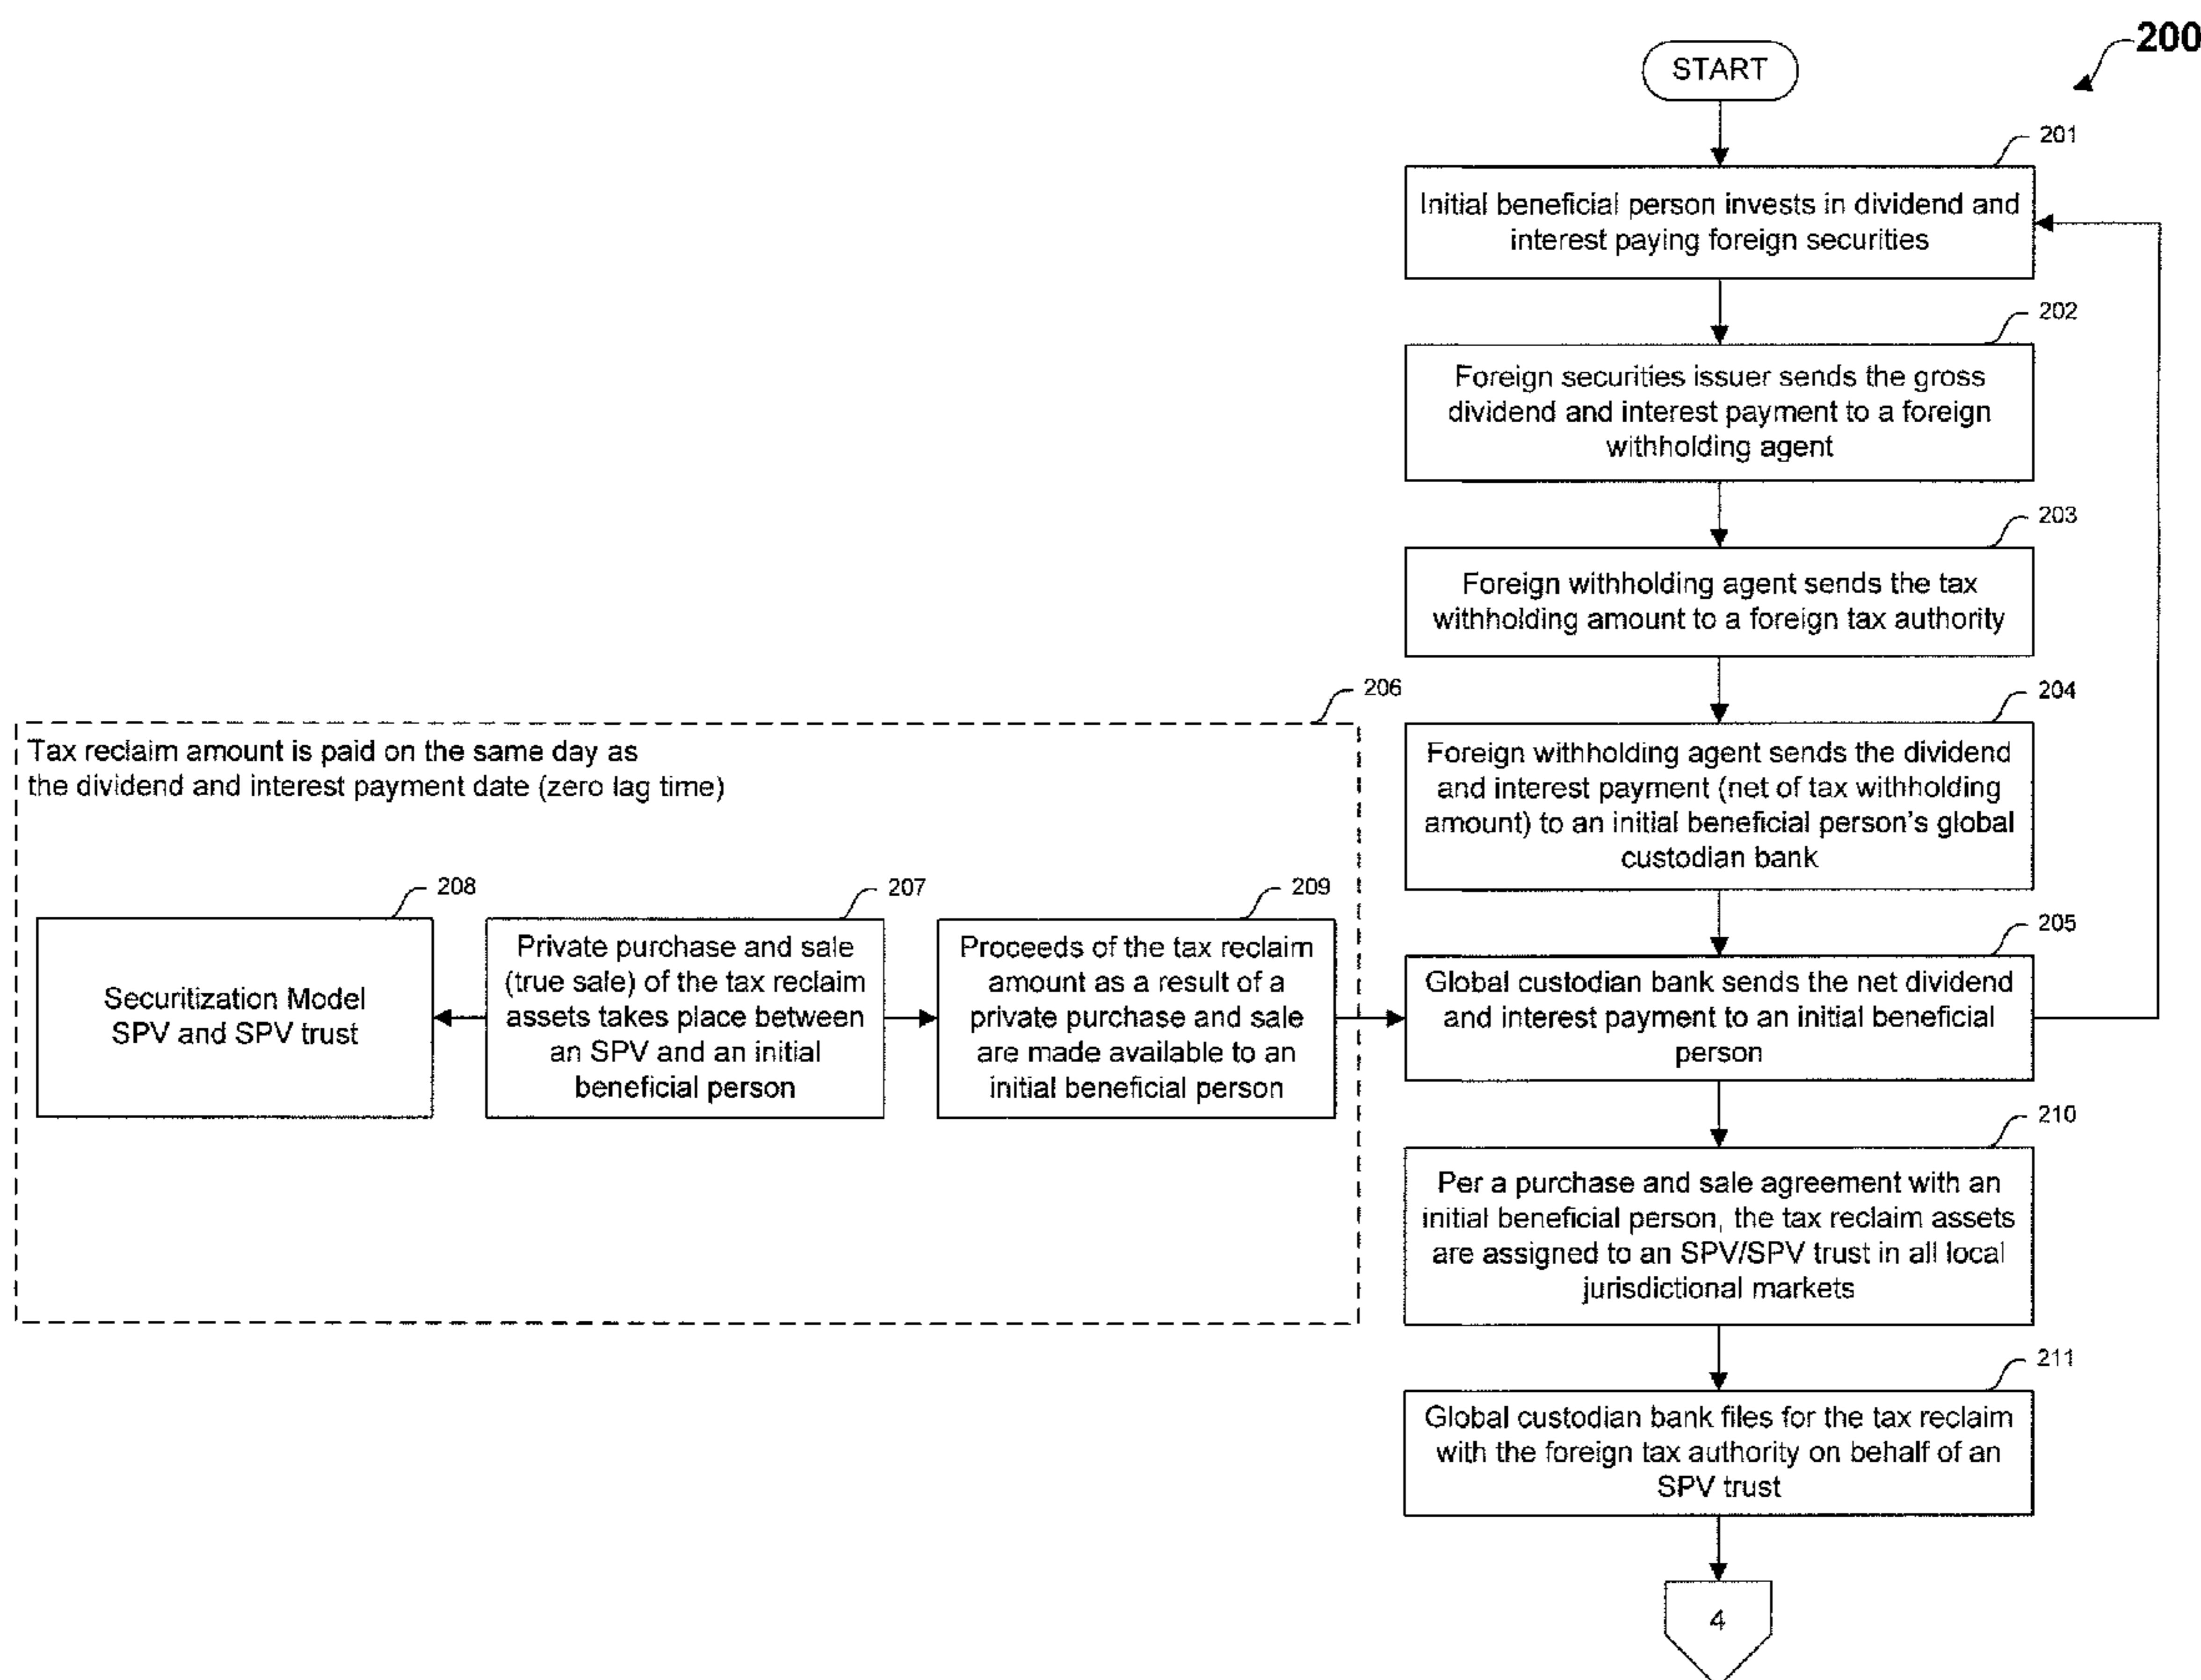 200
START
201
Initial beneficial person invests in dividend and
interest paying foreign securities
202
Foreign securities issuer sends the gross
dividend and interest payment to a foreign
withholding agent
203
Foreign withholding agent sends the tax
withholding amount to a foreign tax authority
204
Foreign withholding agent sends the dividend
and interest payment (net of tax withholding
amount) to an initial beneficial person's global
custodian bank
206
Tax reclaim amount is paid on the same day as
the dividend and interest payment date (zero lag time)
208
Securitization Model
SPV and SPV trust
207
Private purchase and sale
(true sale) of the tax reclaim
assets takes place between
an SPV and an initial
beneficial person
209
Proceeds of the tax reclaim
amount as a result of a
private purchase and sale
are made available to an
initial beneficial person
205
Global custodian bank sends the net dividend
and interest payment to an initial beneficial
person
210
Per a purchase and sale agreement with an
initial beneficial person, the tax reclaim assets
are assigned to an SPV/SPV trust in all local
jurisdictional markets
211
Global custodian bank files for the tax reclaim
with the foreign tax authority on behalf of an
SPV trust
4